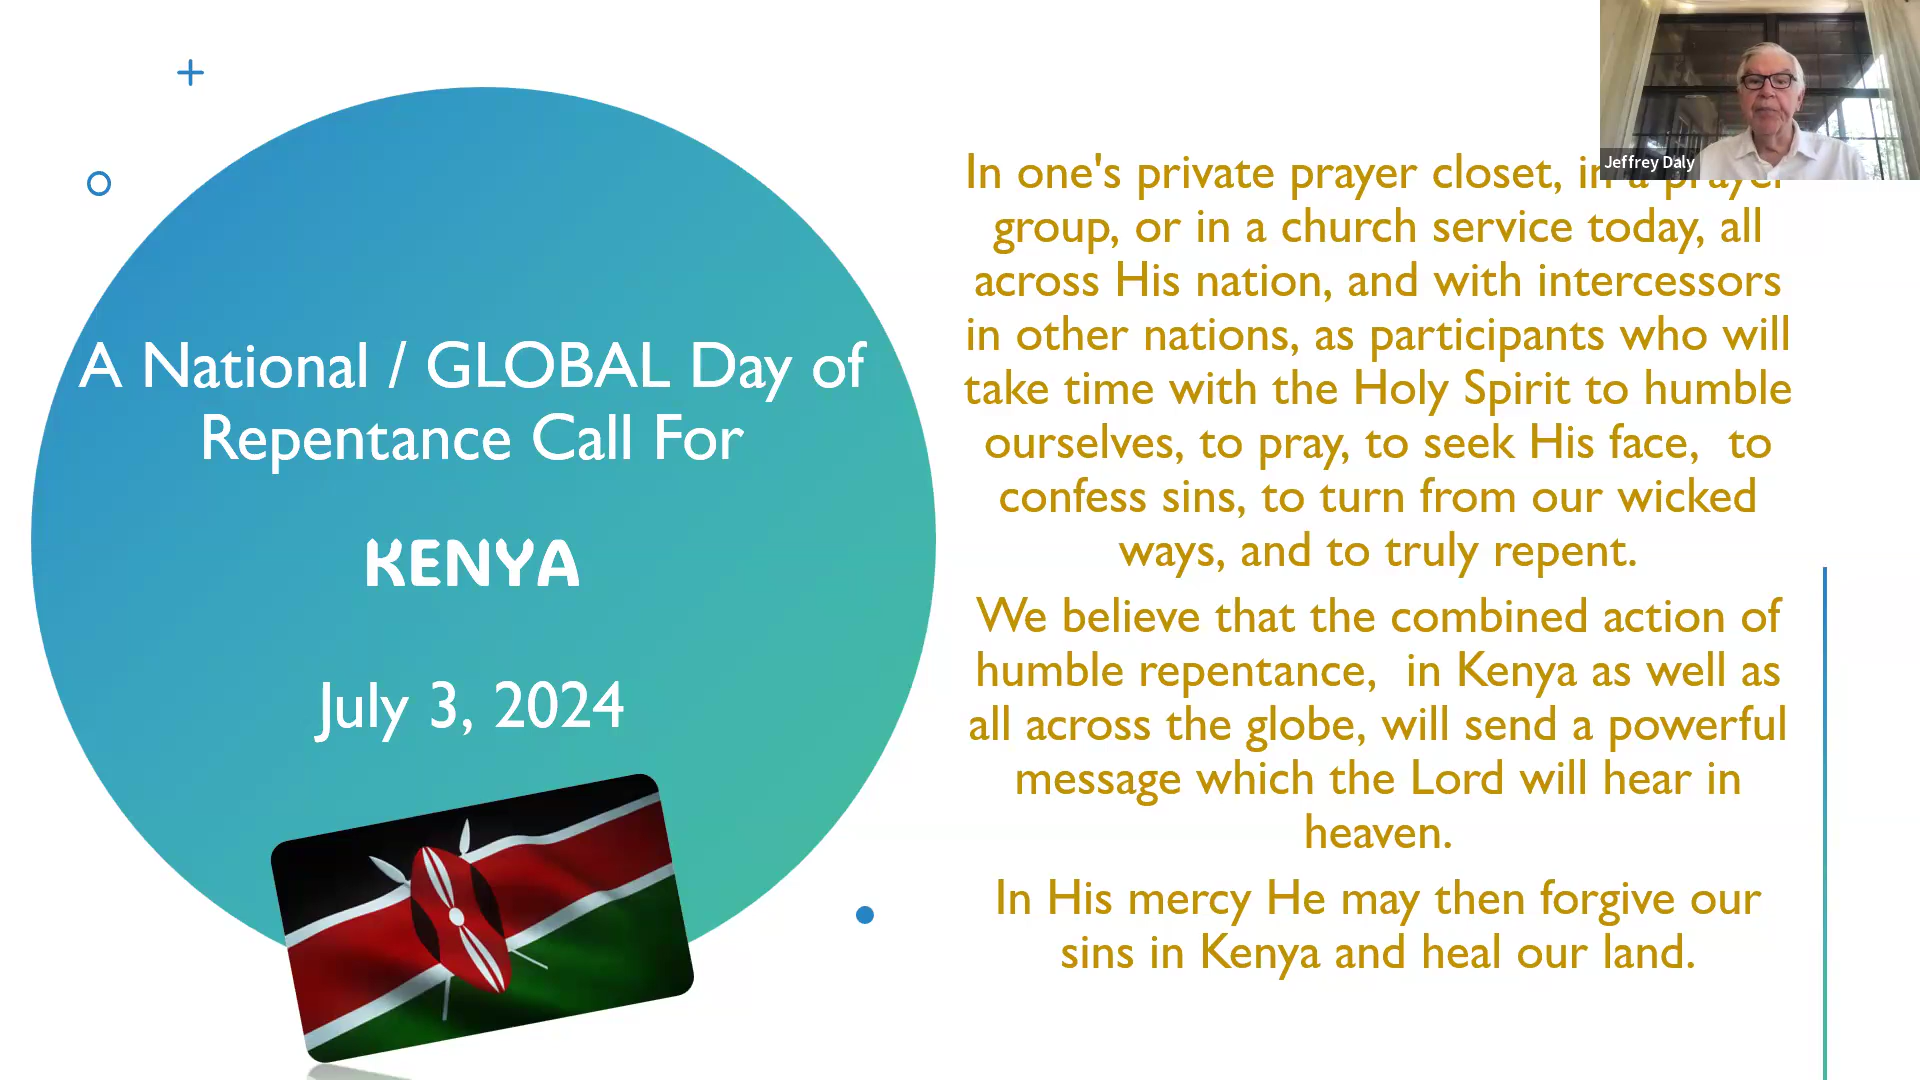 A National / GLOBAL Day of
Repentance Call For
KENYA
July 3, 2024
In one's private prayer closet, in a prayer
group, or in a church service today, all
across His nation, and with intercessors
in other nations, as participants who will
take time with the Holy Spirit to humble
ourselves, to pray, to seek His face, to
confess sins, to turn from our wicked
ways, and to truly repent.
We believe that the combined action of
humble repentance, in Kenya as well as
all across the globe, will send a powerful
message which the Lord will hear in
heaven.
In His mercy He may then forgive our
sins in Kenya and heal our land.
Jeffrey Daly